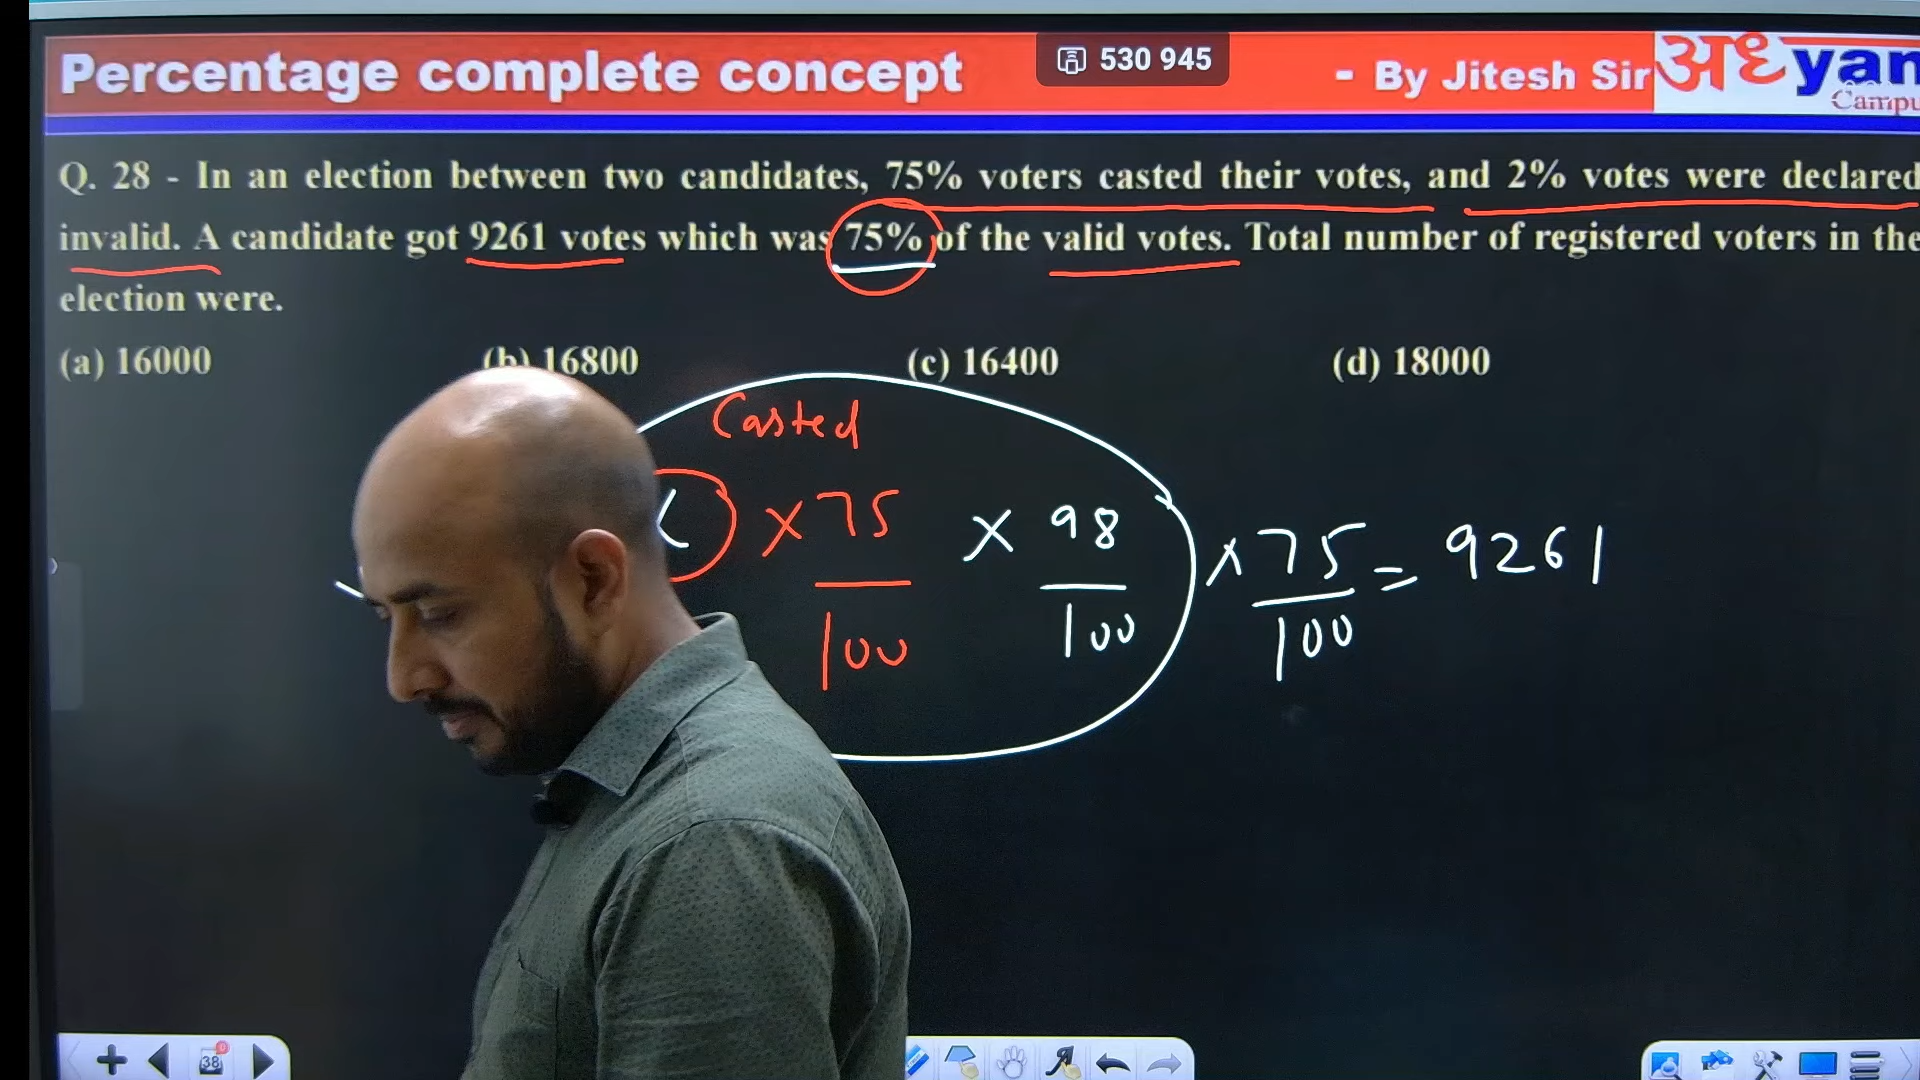 Percentage complete concept
530 945
- By Jitesh Sir
अध्yan
Campu
Q. 28 - In an election between two candidates, 75% voters casted their votes, and 2% votes were declared
invalid. A candidate got 9261 votes which was 75% of the valid votes. Total number of registered voters in the
election were.
(a) 16000 (b) 16800 (c) 16400 (d) 18000
Casted
× 75/100 × 98/100 × 75/100 = 9261
38